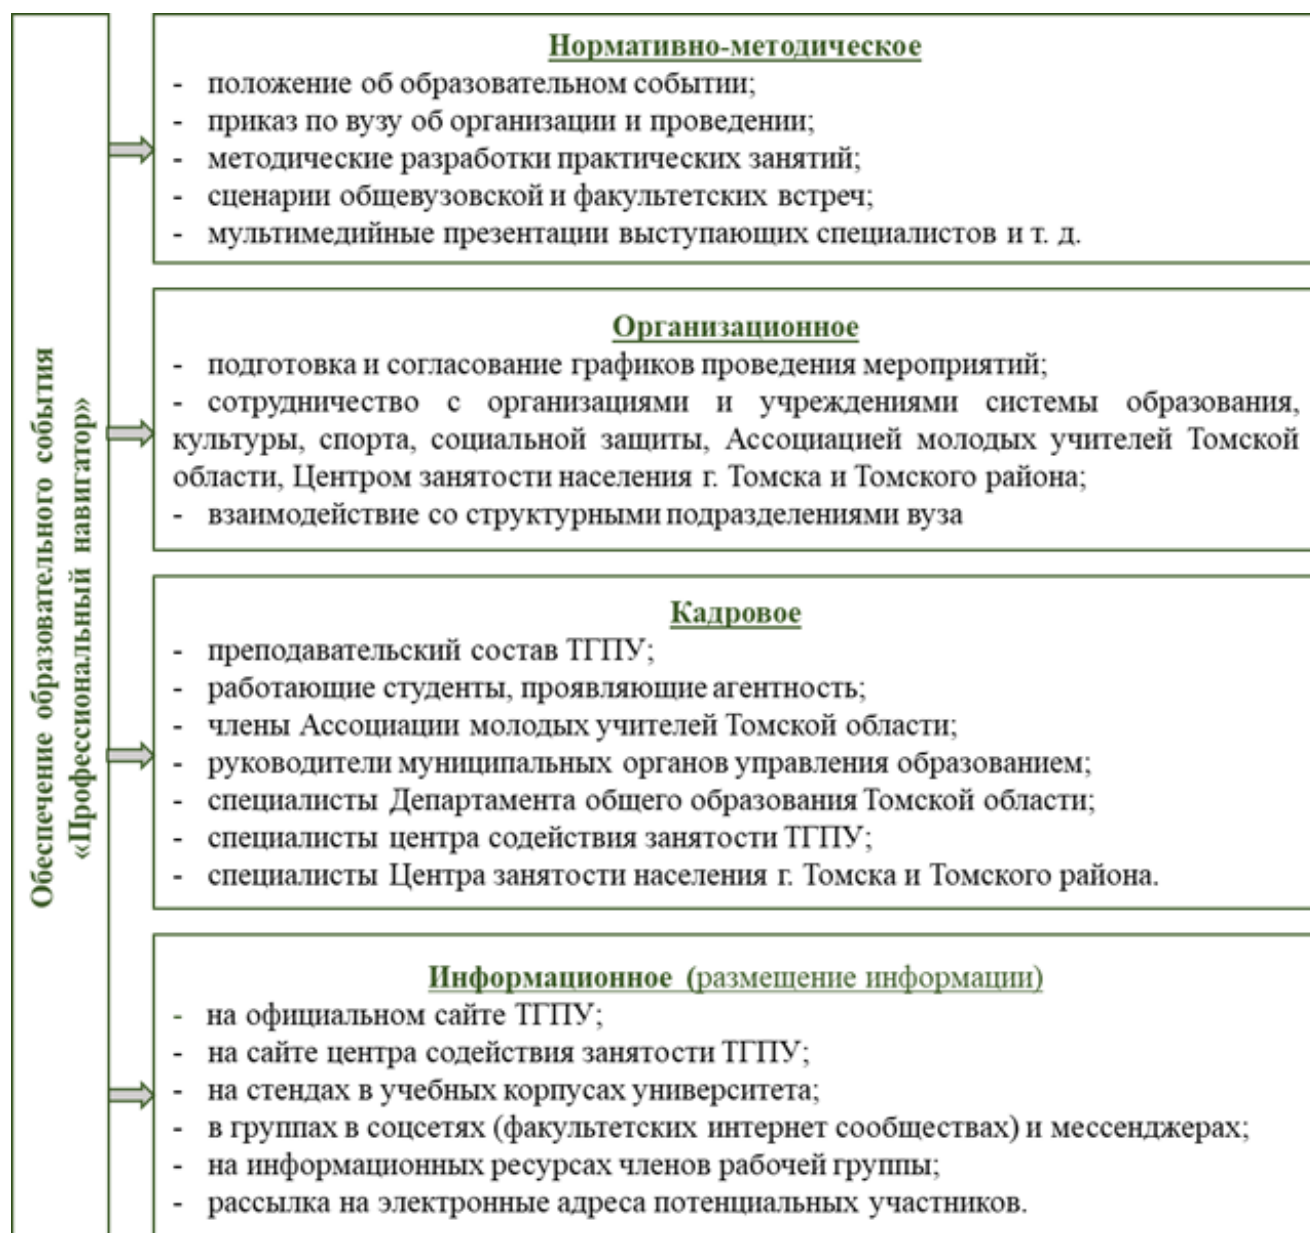 Обеспечение образовательного события
«Профессиональный навигатор»
Нормативно-методическое
- положение об образовательном событии;
- приказ по вузу об организации и проведении;
- методические разработки практических занятий;
- сценарии общевузовской и факультетских встреч;
- мультимедийные презентации выступающих специалистов и т. д.
Организационное
- подготовка и согласование графиков проведения мероприятий;
- сотрудничество с организациями и учреждениями системы образования,
культуры, спорта, социальной защиты, Ассоциацией молодых учителей Томской
области, Центром занятости населения г. Томска и Томского района;
- взаимодействие со структурными подразделениями вуза
Кадровое
- преподавательский состав ТГПУ;
- работающие студенты, проявляющие агентность;
- члены Ассоциации молодых учителей Томской области;
- руководители муниципальных органов управления образованием;
- специалисты Департамента общего образования Томской области;
- специалисты центра содействия занятости ТГПУ;
- специалисты Центра занятости населения г. Томска и Томского района.
Информационное (размещение информации)
- на официальном сайте ТГПУ;
- на сайте центра содействия занятости ТГПУ;
- на стендах в учебных корпусах университета;
- в группах в соцсетях (факультетских интернет сообществах) и мессенджерах;
- на информационных ресурсах членов рабочей группы;
- рассылка на электронные адреса потенциальных участников.